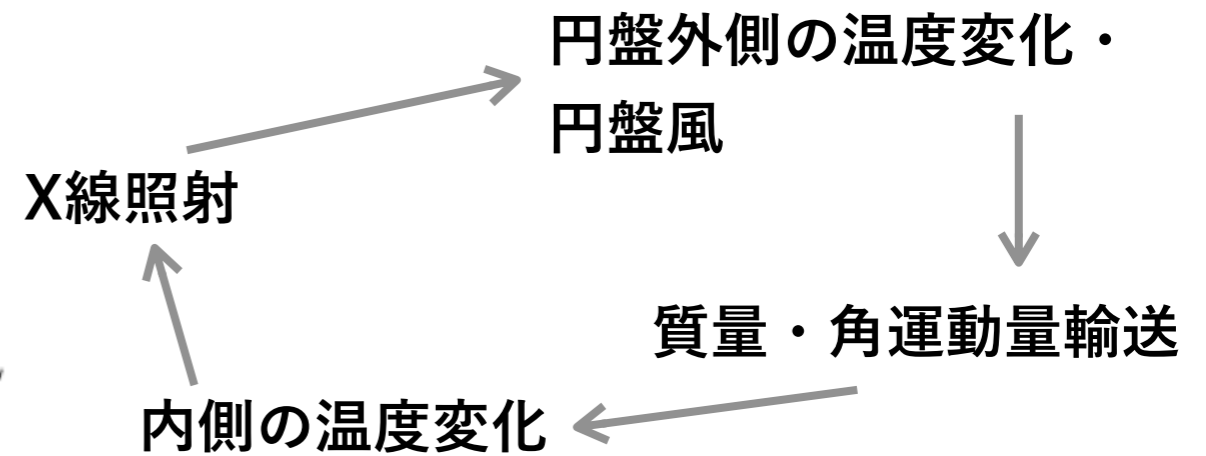 円盤外側の温度変化・
円盤風
X線照射
質量・角運動量輸送
内側の温度変化